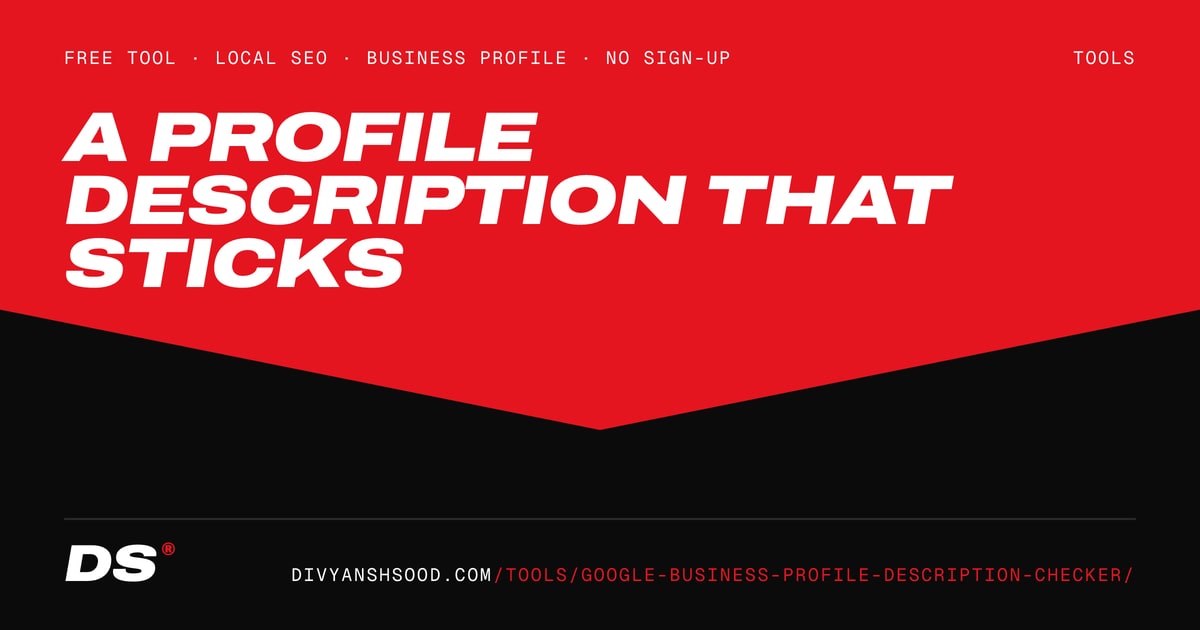 FREE TOOL · LOCAL SEO · BUSINESS PROFILE · NO SIGN-UP
TOOLS
A PROFILE
DESCRIPTION THAT
STICKS
DS®
DIVYANSHSOOD.COM/TOOLS/GOOGLE-BUSINESS-PROFILE-DESCRIPTION-CHECKER/